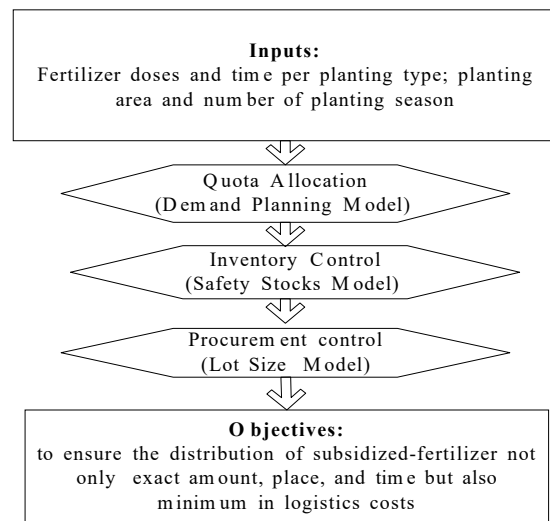 Inputs:
Fertilizer doses and time per planting type; planting
area and number of planting season
Quota Allocation
(Demand Planning Model)
Inventory Control
(Safety Stocks Model)
Procurement control
(Lot Size Model)
Objectives:
to ensure the distribution of subsidized-fertilizer not
only exact amount, place, and time but also
minimum in logistics costs